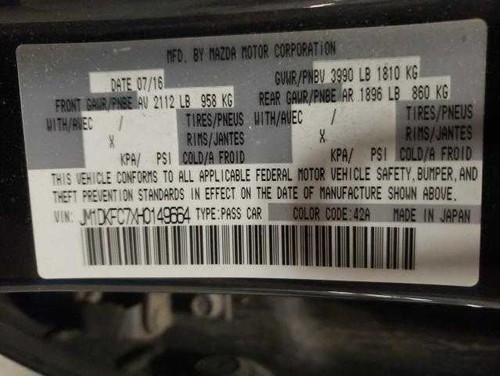 MFD. BY MAZDA MOTOR CORPORATION
DATE 07/16 GVWR/PNBV 3990 LB 1810 KG
FRONT GAWR/PNBE AV 2112 LB 958 KG REAR GAWR/PNBE AR 1896 LB 860 KG
WITH/AVEC / TIRES/PNEUS WITH/AVEC / TIRES/PNEUS
X RIMS/JANTES X RIMS/JANTES
KPA/ PSI COLD/A FROID KPA/ PSI COLD/A FROID
THIS VEHICLE CONFORMS TO ALL APPLICABLE FEDERAL MOTOR VEHICLE SAFETY, BUMPER, AND
THEFT PREVENTION STANDARDS IN EFFECT ON THE DATE OF MANUFACTURE SHOWN ABOVE.
VIN: JM1DKFC7XH0149664 TYPE:PASS CAR COLOR CODE:42A MADE IN JAPAN